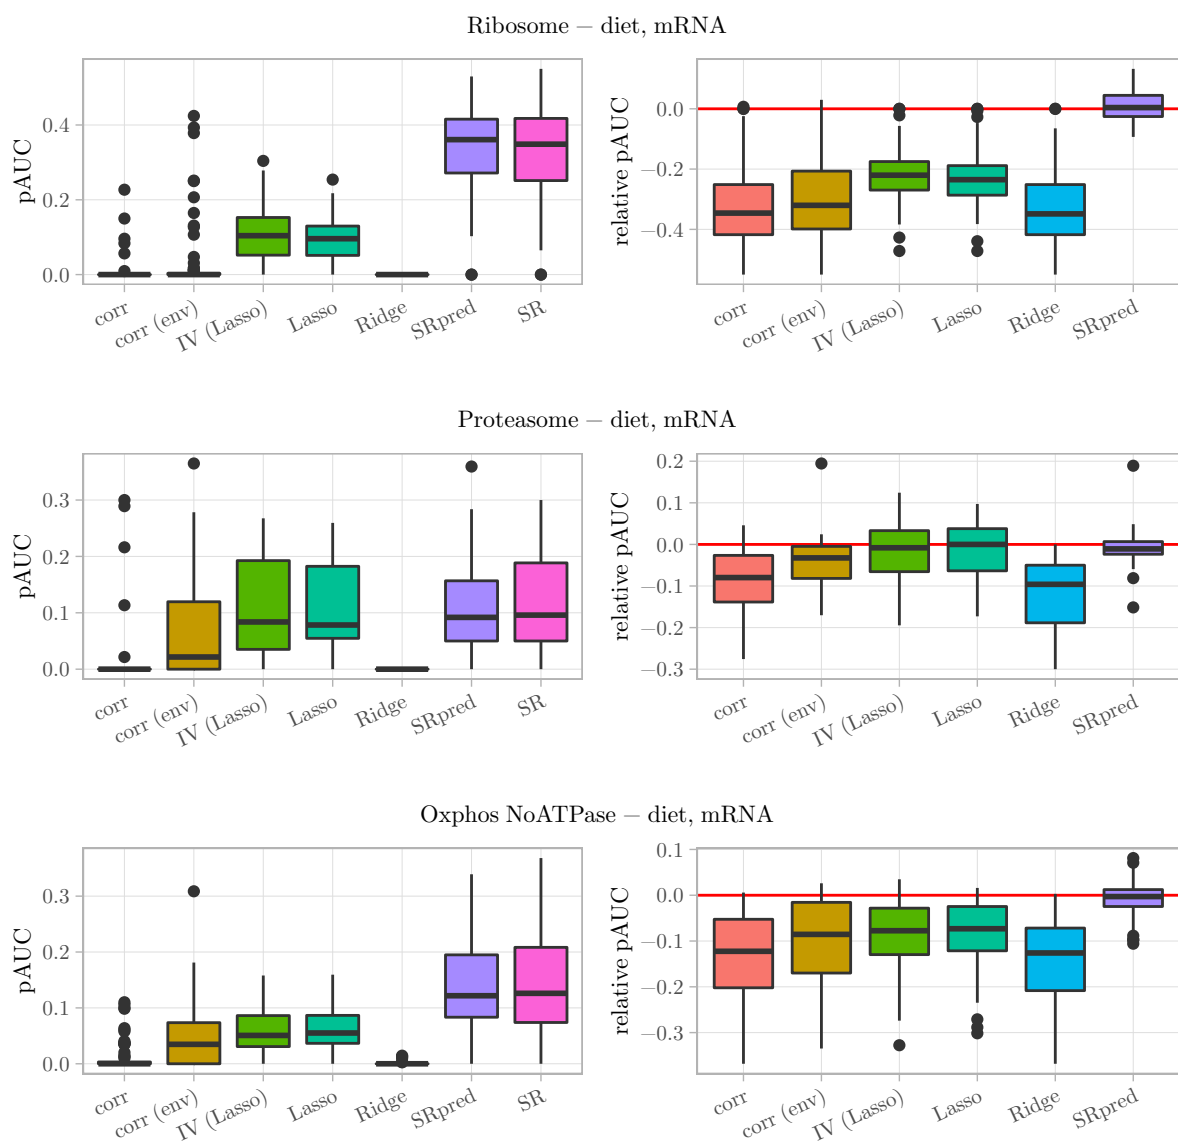 Ribosome − diet, mRNA
pAUC
0.4
0.2
0.0
corr
corr (env)
IV (Lasso)
Lasso
Ridge
SRpred
SR
relative pAUC
0.0
−0.2
−0.4
corr
corr (env)
IV (Lasso)
Lasso
Ridge
SRpred
Proteasome − diet, mRNA
pAUC
0.3
0.2
0.1
0.0
corr
corr (env)
IV (Lasso)
Lasso
Ridge
SRpred
SR
relative pAUC
0.2
0.1
0.0
−0.1
−0.2
−0.3
corr
corr (env)
IV (Lasso)
Lasso
Ridge
SRpred
Oxphos NoATPase − diet, mRNA
pAUC
0.3
0.2
0.1
0.0
corr
corr (env)
IV (Lasso)
Lasso
Ridge
SRpred
SR
relative pAUC
0.1
0.0
−0.1
−0.2
−0.3
corr
corr (env)
IV (Lasso)
Lasso
Ridge
SRpred